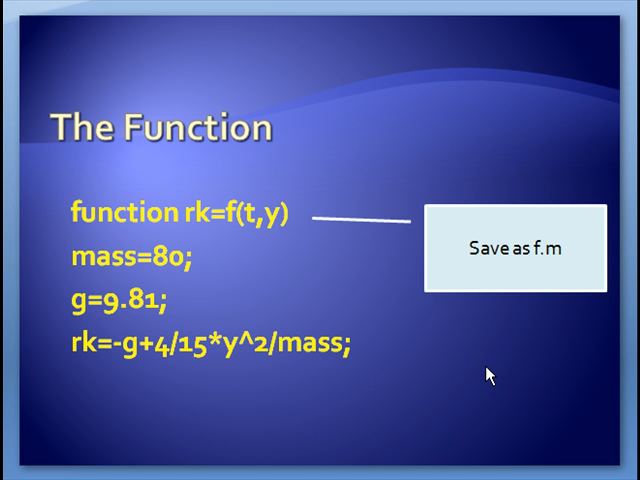 The Function
function rk=f(t,y)
Save as f.m
mass=80;
g=9.81;
rk=-g+4/15*y^2/mass;